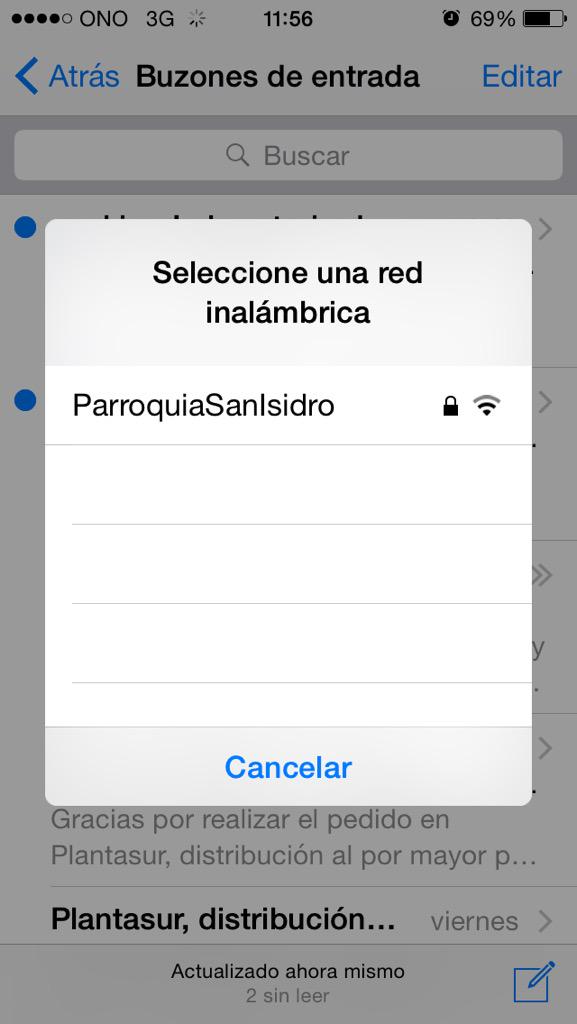 ONO 3G 11:56 69%
Atrás Buzones de entrada Editar
Buscar
Seleccione una red
inalámbrica
ParroquiaSanIsidro
y
Cancelar
Gracias por realizar el pedido en
Plantasur, distribución al por mayor p…
Plantasur, distribución… viernes
Actualizado ahora mismo
2 sin leer